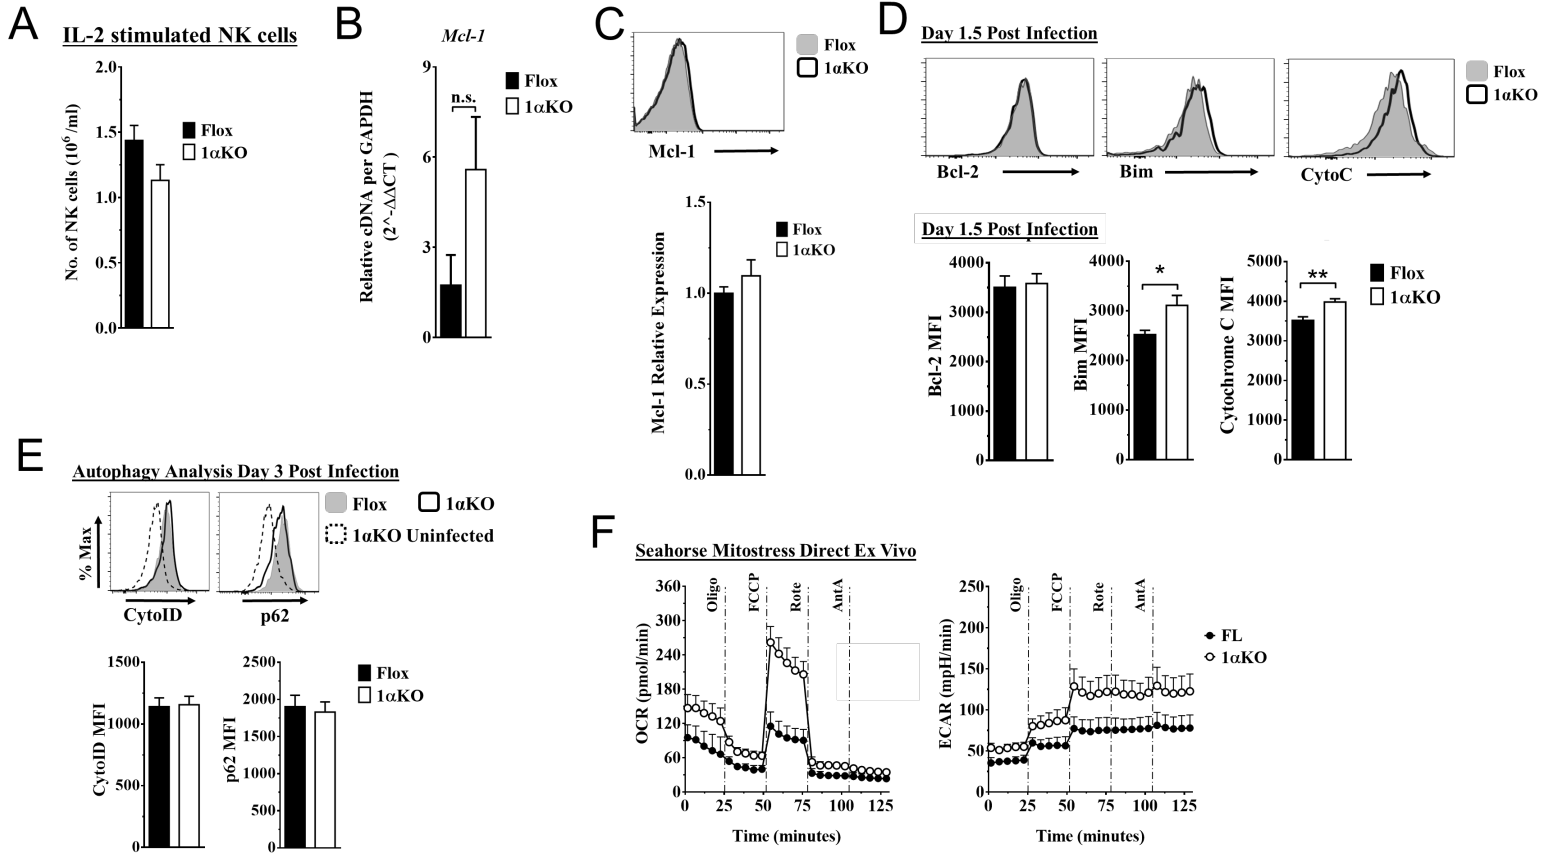 A
IL-2 stimulated NK cells
No. of NK cells (10^6 /ml)
2.0
1.5
1.0
0.5
0.0
Flox
1αKO
B
Mcl-1
Relative cDNA per GAPDH
(2^-ΔΔCT )
9
6
3
0
n.s.
Flox
1αKO
C
Flox
1αKO
Mcl-1
Mcl-1 Relative Expression
1.5
1.0
0.5
0.0
Flox
1αKO
D
Day 1.5 Post Infection
Bcl-2
Bim
CytoC
Flox
1αKO
Day 1.5 Post Infection
Bcl-2 MFI
4000
3000
2000
1000
0
Bim MFI
4000
3000
2000
1000
0
*
Cytochrome C MFI
5000
4000
3000
2000
1000
0
**
Flox
1αKO
E
Autophagy Analysis Day 3 Post Infection
% Max
CytoID
p62
Flox
1αKO
1αKO Uninfected
CytoID MFI
1500
1000
500
0
p62 MFI
2500
2000
1500
1000
500
0
Flox
1αKO
F
Seahorse Mitostress Direct Ex Vivo
OCR (pmol/min)
360
300
240
180
120
60
0
Oligo
FCCP
Rote
AntA
0 25 50 75 100 125
Time (minutes)
ECAR (mpH/min)
250
200
150
100
50
0
Oligo
FCCP
Rote
AntA
0 25 50 75 100 125
Time (minutes)
FL
1αKO